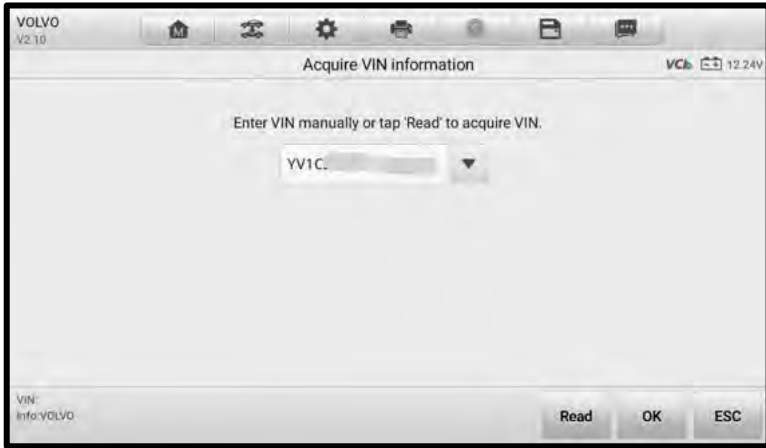 VOLVO
V2.10
M
Acquire VIN information
VCI
12.24V
Enter VIN manually or tap 'Read' to acquire VIN.
YV1C
VIN:
Info:VOLVO
Read
OK
ESC